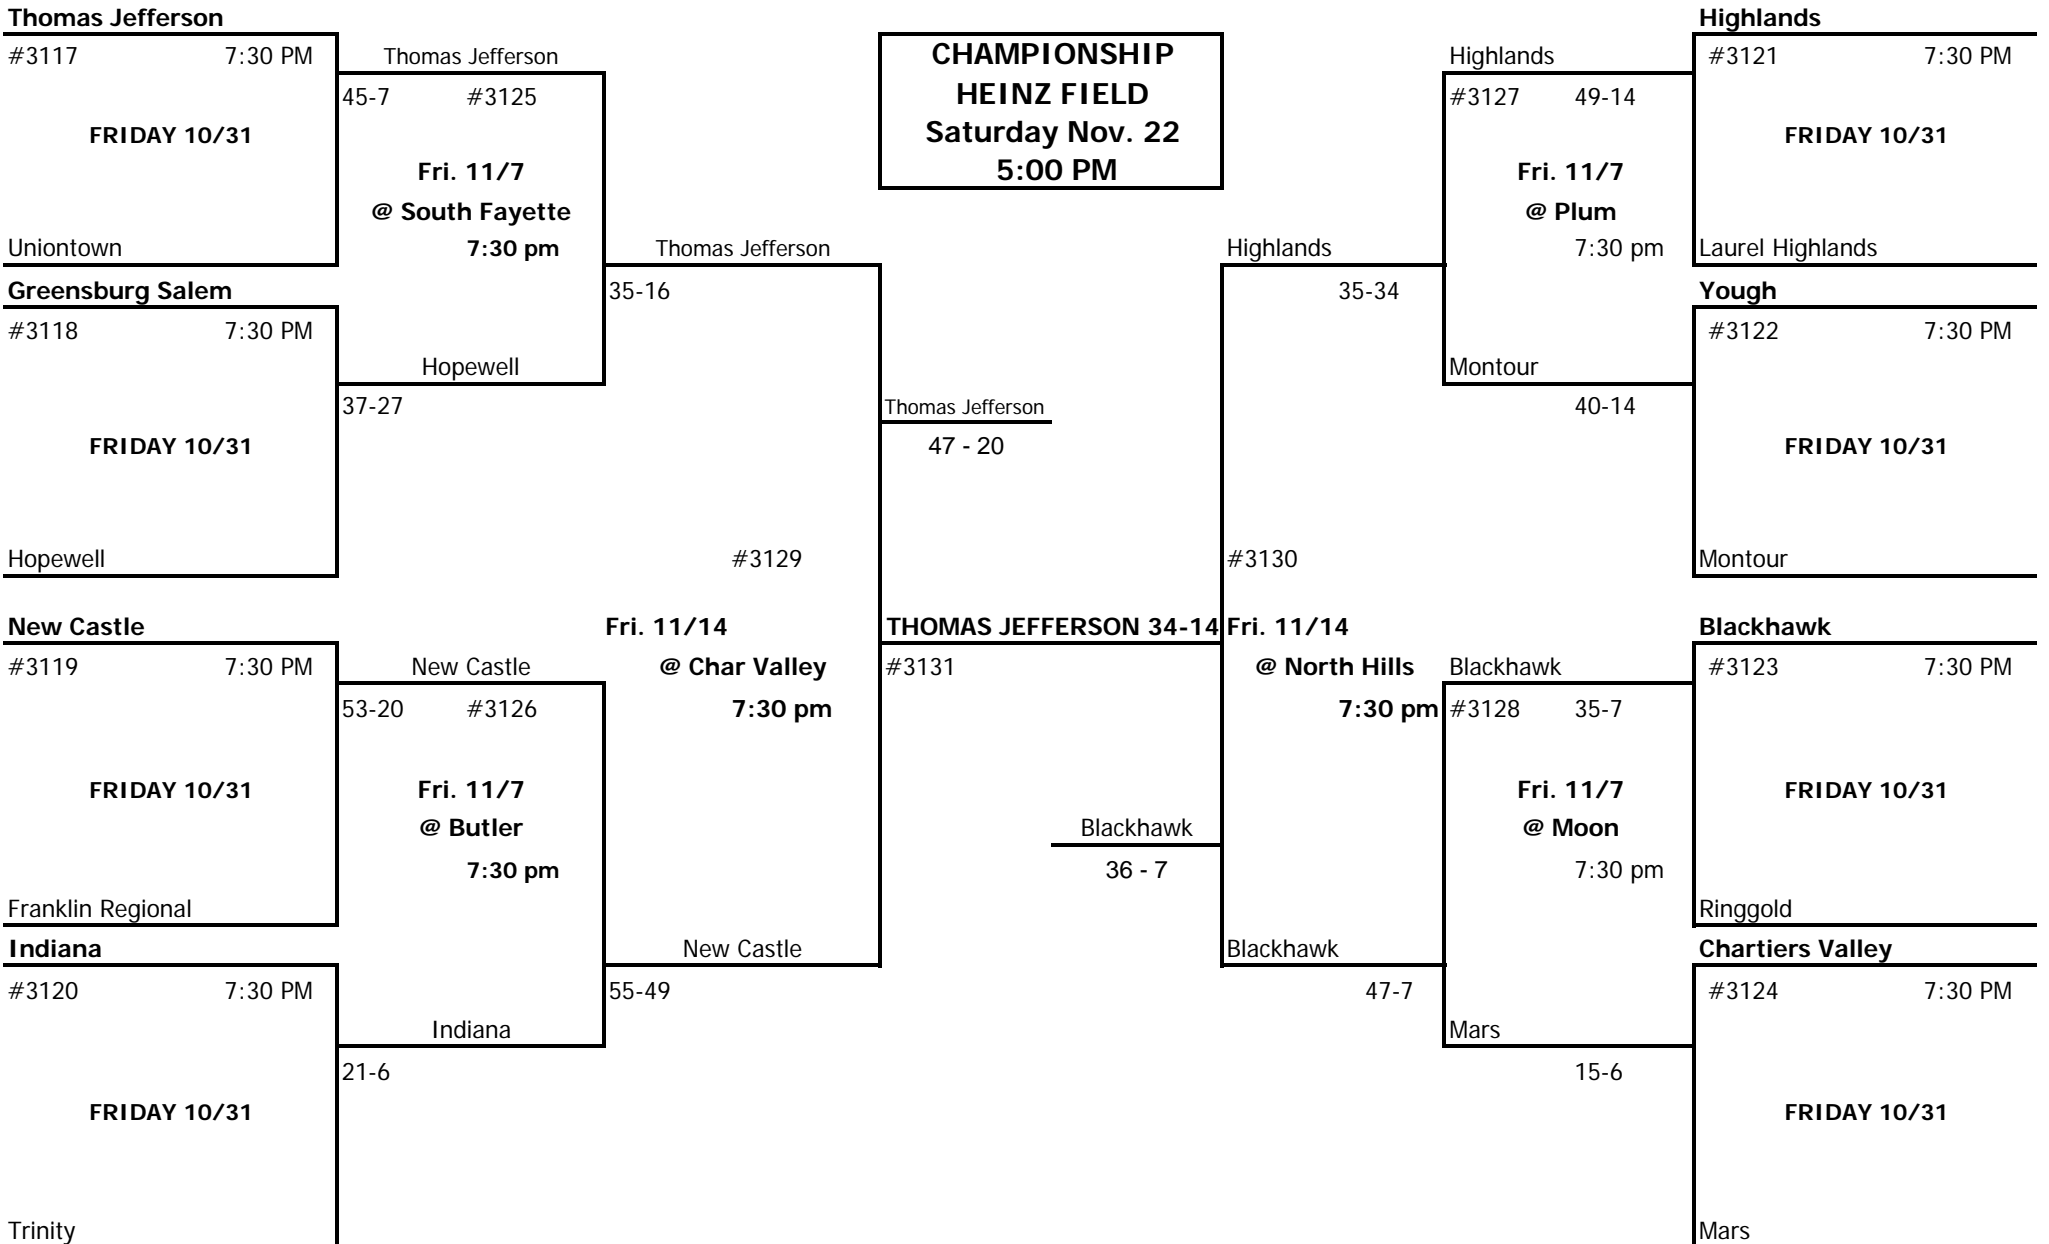 Thomas Jefferson
#3117 7:30 PM
FRIDAY 10/31
Uniontown
Greensburg Salem
#3118 7:30 PM
FRIDAY 10/31
Hopewell
New Castle
#3119 7:30 PM
FRIDAY 10/31
Franklin Regional
Indiana
#3120 7:30 PM
FRIDAY 10/31
Trinity
Thomas Jefferson
45-7 #3125
Fri. 11/7
@ South Fayette
7:30 pm
Hopewell
37-27
New Castle
53-20 #3126
Fri. 11/7
@ Butler
7:30 pm
Indiana
21-6
Thomas Jefferson
35-16
#3129
Fri. 11/14
@ Char Valley
7:30 pm
New Castle
55-49
CHAMPIONSHIP
HEINZ FIELD
Saturday Nov. 22
5:00 PM
Thomas Jefferson
47 - 20
THOMAS JEFFERSON 34-14
#3131
Blackhawk
36 - 7
Highlands
35-34
#3130
Fri. 11/14
@ North Hills
7:30 pm
Blackhawk
47-7
Highlands
#3127 49-14
Fri. 11/7
@ Plum
7:30 pm
Montour
40-14
Blackhawk
#3128 35-7
Fri. 11/7
@ Moon
7:30 pm
Mars
15-6
Highlands
#3121 7:30 PM
FRIDAY 10/31
Laurel Highlands
Yough
#3122 7:30 PM
FRIDAY 10/31
Montour
Blackhawk
#3123 7:30 PM
FRIDAY 10/31
Ringgold
Chartiers Valley
#3124 7:30 PM
FRIDAY 10/31
Mars